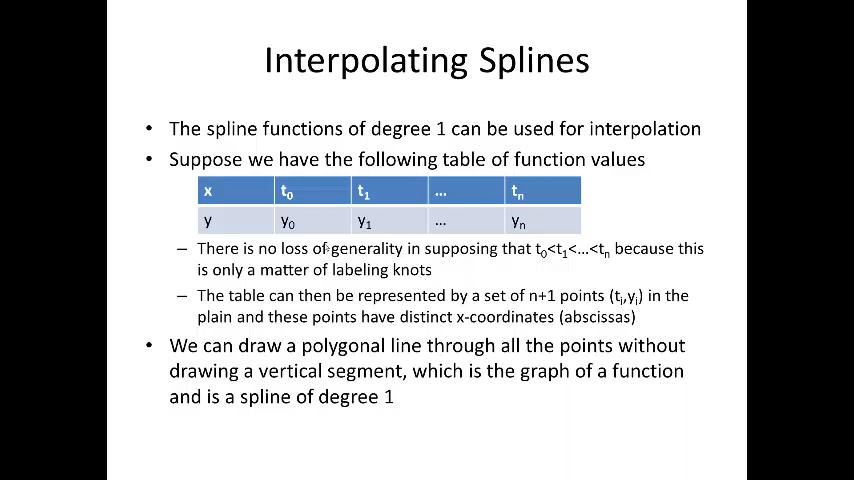 Interpolating Splines
• The spline functions of degree 1 can be used for interpolation
• Suppose we have the following table of function values
x t₀ t₁ ... tₙ
y y₀ y₁ ... yₙ
– There is no loss of generality in supposing that t₀<t₁<...<tₙ because this
is only a matter of labeling knots
– The table can then be represented by a set of n+1 points (tᵢ,yᵢ) in the
plain and these points have distinct x-coordinates (abscissas)
• We can draw a polygonal line through all the points without
drawing a vertical segment, which is the graph of a function
and is a spline of degree 1